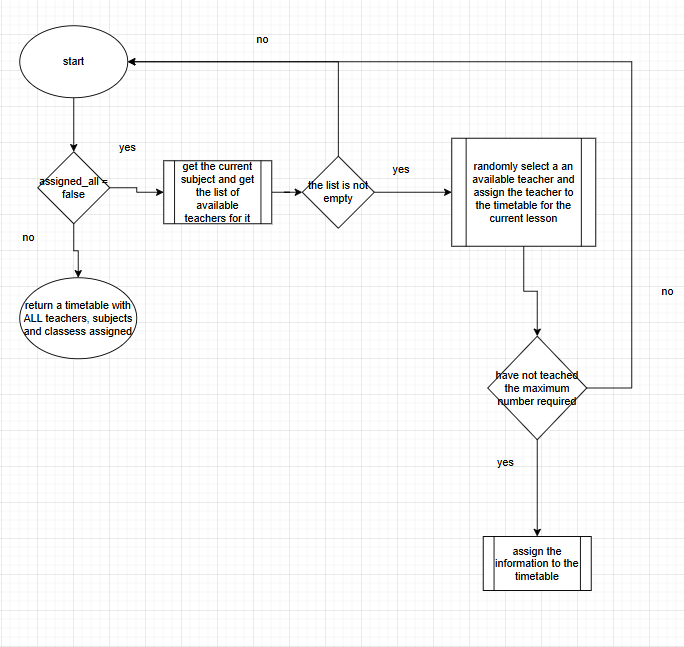 no
start
yes
assigned_all =
false
get the current
subject and get
the list of
available
teachers for it
the list is not
empty
yes
randomly select a an
available teacher and
assign the teacher to
the timetable for the
current lesson
no
return a timetable with
ALL teachers, subjects
and classess assigned
no
have not teached
the maximum
number required
yes
assign the
information to the
timetable